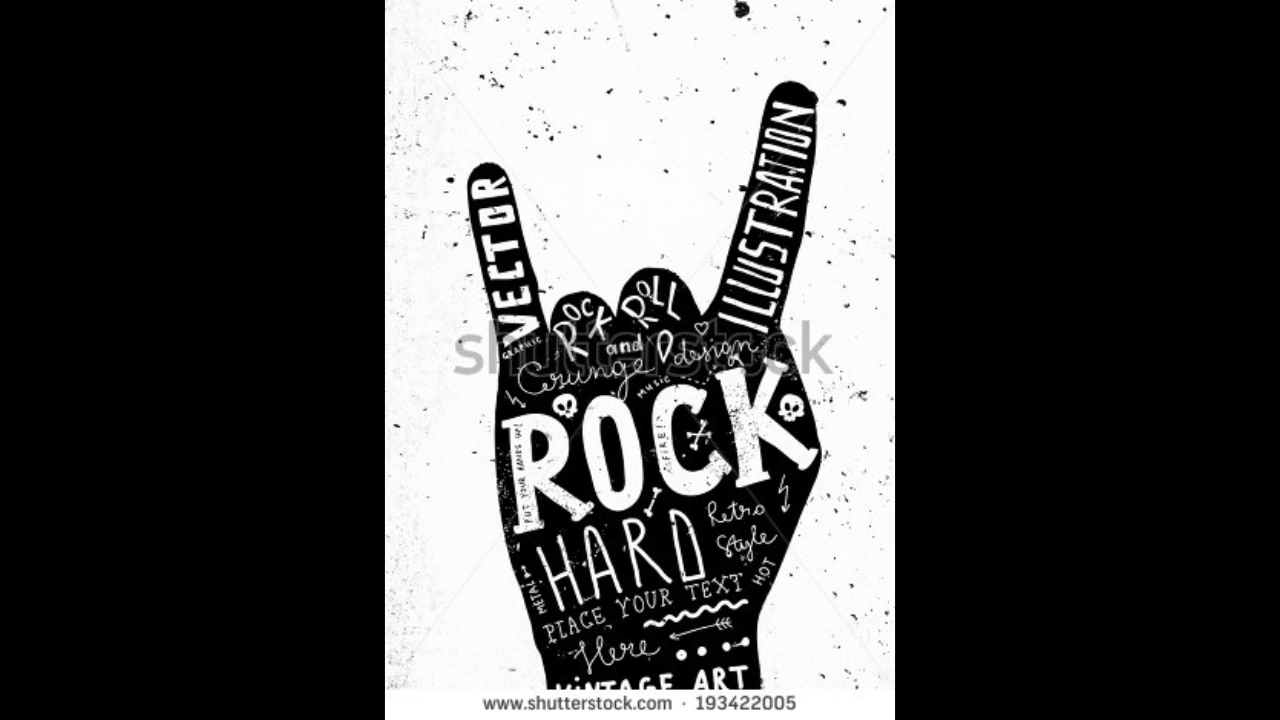 VECTOR
ILLUSTRATION
GRAPHIC
ROCK
and
ROLL
Grunge Ddesign
MUSIC
shutterstock
ROCK
PUT YOUR HANDS UP!
FIRE!
HARD
Retro
Style
METAL
HOT
PLACE YOUR TEXT
Here
ViNTAGE ART
www.shutterstock.com · 193422005